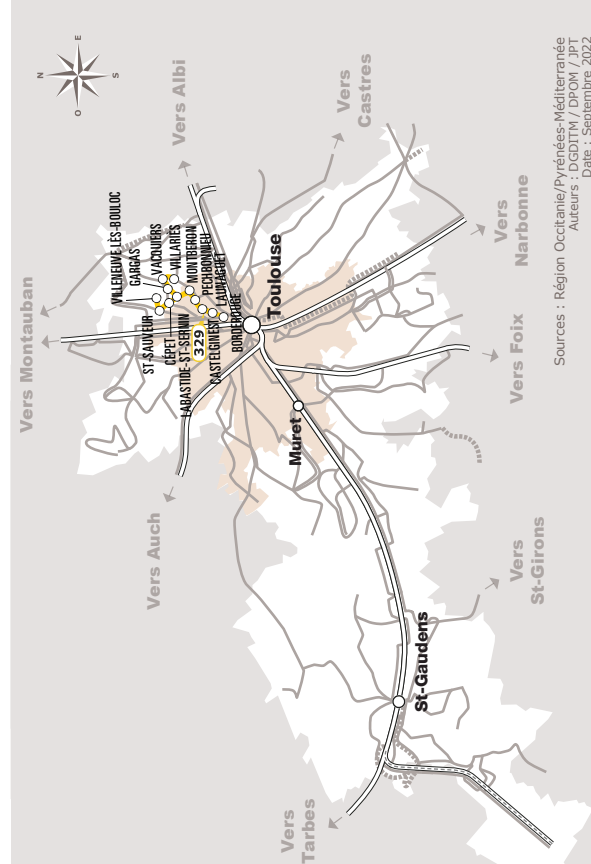 N
E
S
O
Vers Montauban
Vers Albi
Vers
Castres
VILLENEUVE-LÈS-BOULOC
GARGAS
VACQUIERS
VILLARIÈS
MONTBERON
PECHBONNIEU
LAUNAGUET
ST-SAUVEUR
CÉPET
LABASTIDE-ST-SERNIN
329
CASTELGINEST
BORDEROUGE
Toulouse
Vers
Narbonne
Muret
Vers Foix
Vers Auch
Vers
St-Girons
St-Gaudens
Vers
Tarbes
Sources : Région Occitanie/Pyrénées-Méditerranée
Auteurs : DGDITM / DPOM / JPT
Date : Septembre 2022